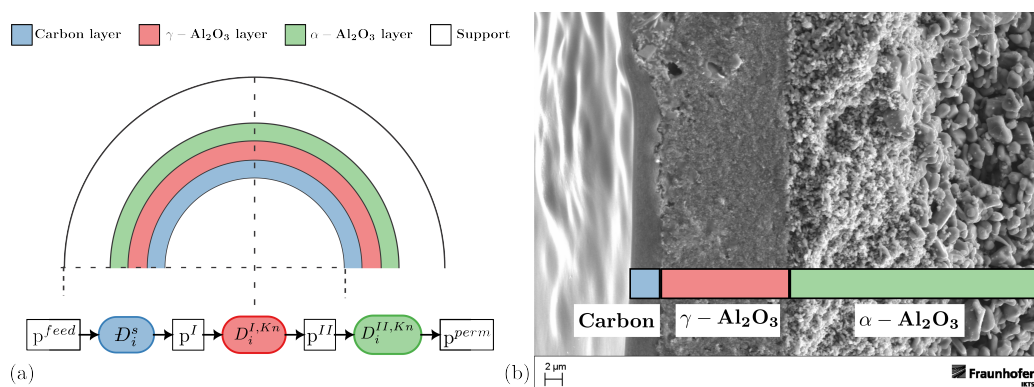 Carbon layer
γ − Al₂O₃ layer
α − Al₂O₃ layer
Support
p^{feed}
Đ_i^s
p^I
D_i^{I,Kn}
p^{II}
D_i^{II,Kn}
p^{perm}
(a)
Carbon
γ − Al₂O₃
α − Al₂O₃
(b)
2 μm
Fraunhofer
IKTS